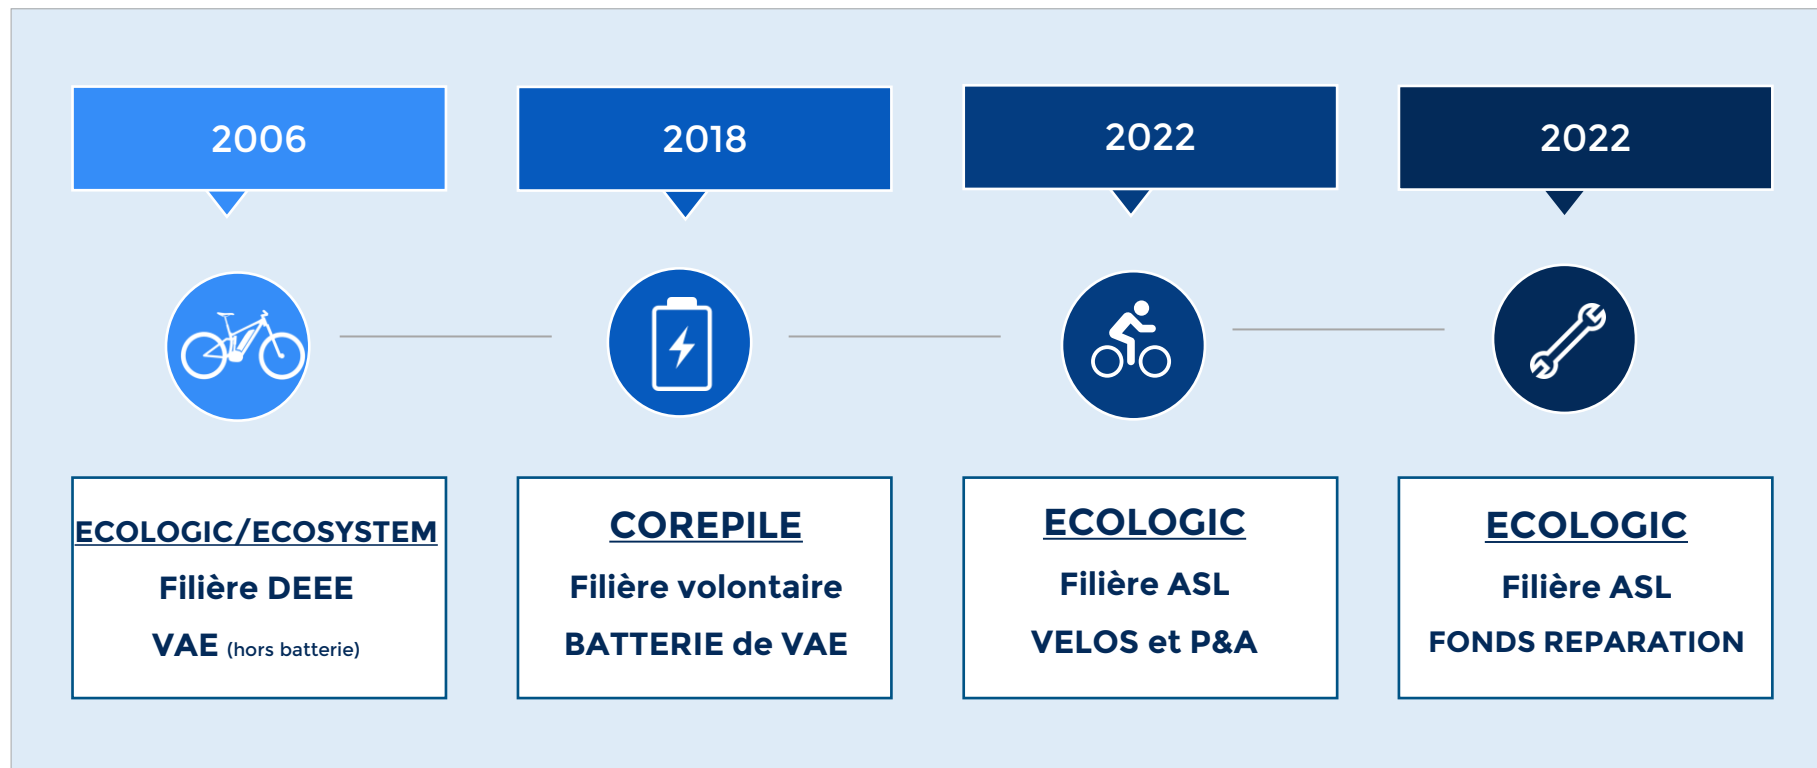 2006
2018
2022
2022
ECOLOGIC/ECOSYSTEM
Filière DEEE
VAE (hors batterie)
COREPILE
Filière volontaire
BATTERIE de VAE
ECOLOGIC
Filière ASL
VELOS et P&A
ECOLOGIC
Filière ASL
FONDS REPARATION